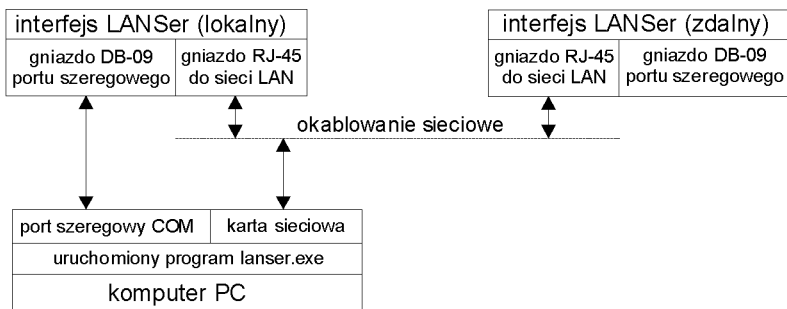 interfejs LANSer (lokalny)
gniazdo DB-09
portu szeregowego
gniazdo RJ-45
do sieci LAN
interfejs LANSer (zdalny)
gniazdo RJ-45
do sieci LAN
gniazdo DB-09
portu szeregowego
okablowanie sieciowe
port szeregowy COM
karta sieciowa
uruchomiony program lanser.exe
komputer PC